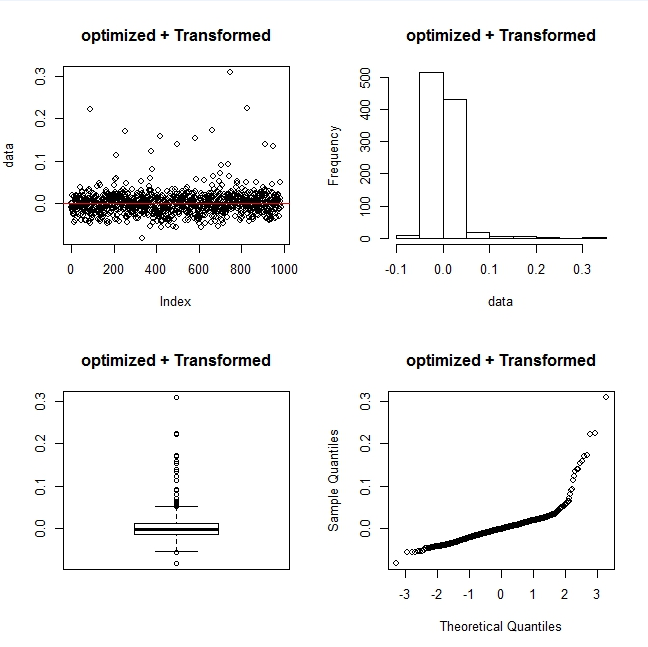 optimized + Transformed
data
0.3
0.2
0.1
0.0
0 200 400 600 800 1000
Index
optimized + Transformed
Frequency
500
400
300
200
100
0
-0.1 0.0 0.1 0.2 0.3
data
optimized + Transformed
0.3
0.2
0.1
0.0
optimized + Transformed
Sample Quantiles
0.3
0.2
0.1
0.0
-3 -2 -1 0 1 2 3
Theoretical Quantiles